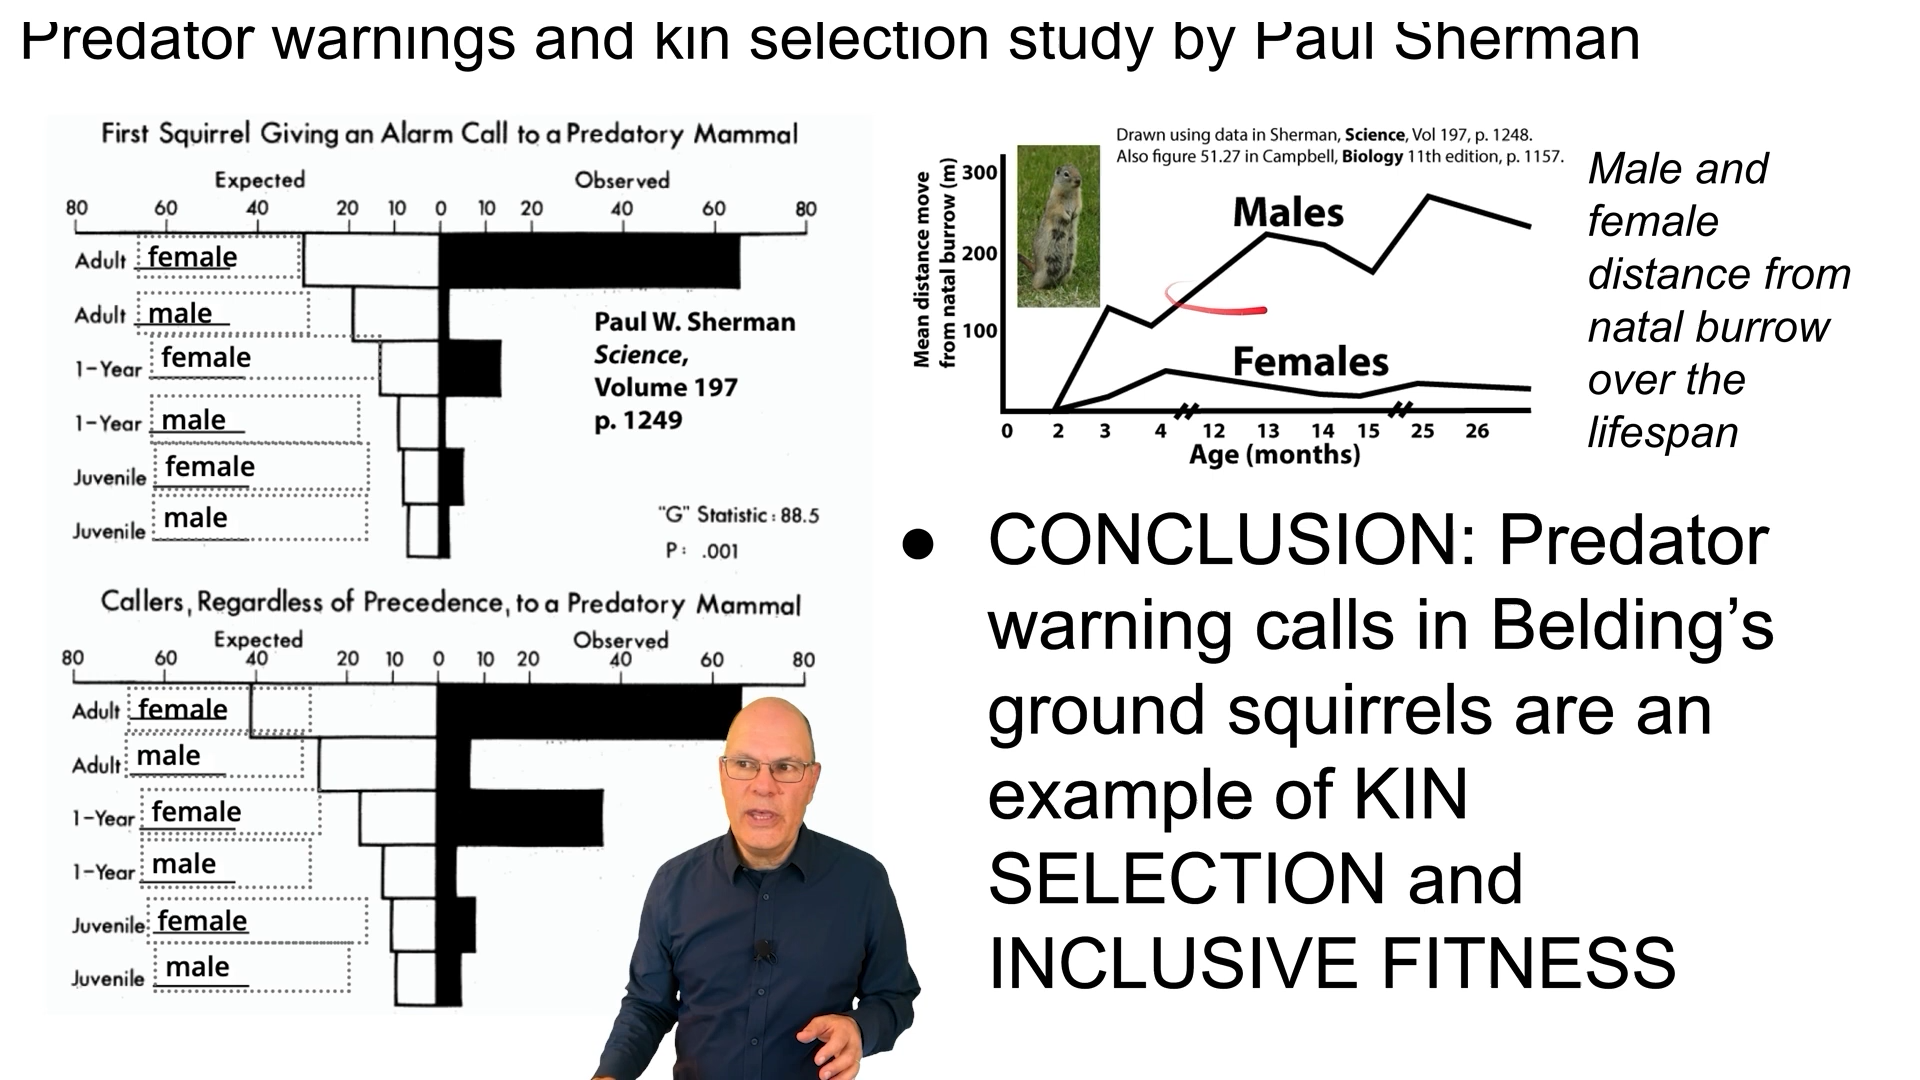 Predator warnings and kin selection study by Paul Sherman
First Squirrel Giving an Alarm Call to a Predatory Mammal
Expected Observed
80 60 40 20 10 0 10 20 40 60 80
Adult female
Adult male
1-Year female
1-Year male
Juvenile female
Juvenile male
Paul W. Sherman
Science,
Volume 197
p. 1249
"G" Statistic: 88.5
P: .001
Callers, Regardless of Precedence, to a Predatory Mammal
Expected Observed
80 60 40 20 10 0 10 20 40 60 80
Adult female
Adult male
1-Year female
1-Year male
Juvenile female
Juvenile male
Drawn using data in Sherman, Science, Vol 197, p. 1248.
Also figure 51.27 in Campbell, Biology 11th edition, p. 1157.
Mean distance move
from natal burrow (m)
300
200
100
Males
Females
0 2 3 4 12 13 14 15 25 26
Age (months)
Male and
female
distance from
natal burrow
over the
lifespan
● CONCLUSION: Predator
warning calls in Belding’s
ground squirrels are an
example of KIN
SELECTION and
INCLUSIVE FITNESS